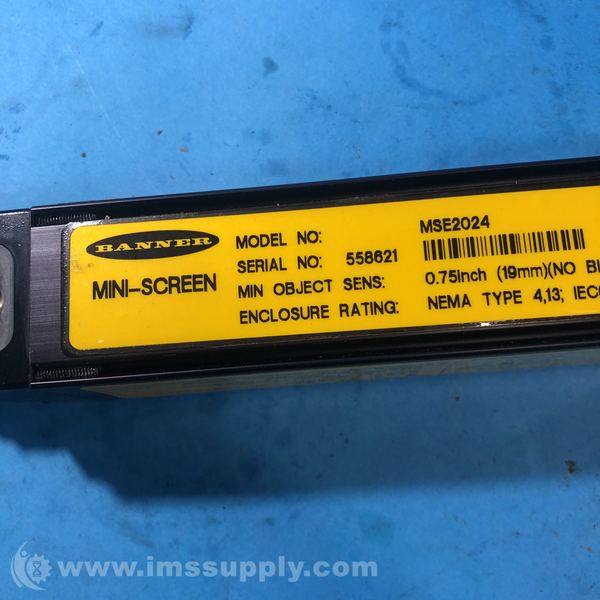 BANNER
MINI-SCREEN
MODEL NO: MSE2024
SERIAL NO: 558621
MIN OBJECT SENS: 0.75Inch (19mm)(NO
ENCLOSURE RATING: NEMA TYPE 4,13;
www.imssupply.com